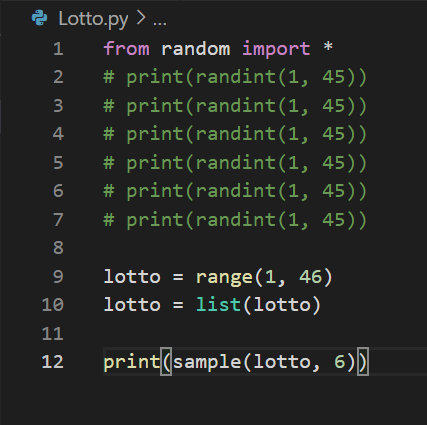 Lotto.py > ...
1 from random import *
2 # print(randint(1, 45))
3 # print(randint(1, 45))
4 # print(randint(1, 45))
5 # print(randint(1, 45))
6 # print(randint(1, 45))
7 # print(randint(1, 45))
8
9 lotto = range(1, 46)
10 lotto = list(lotto)
11
12 print(sample(lotto, 6))